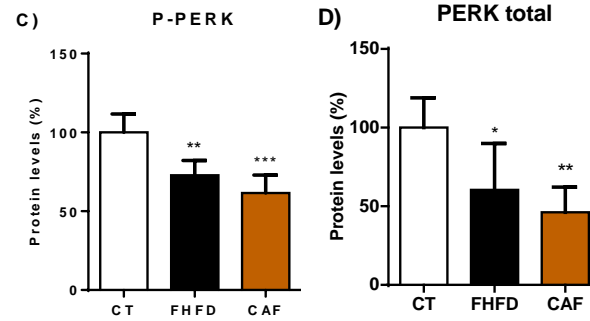 C) P-PERK
Protein levels (%)
150
100
50
0
**
***
CT FHFD CAF
D) PERK total
Protein levels (%)
150
100
50
0
*
**
CT FHFD CAF